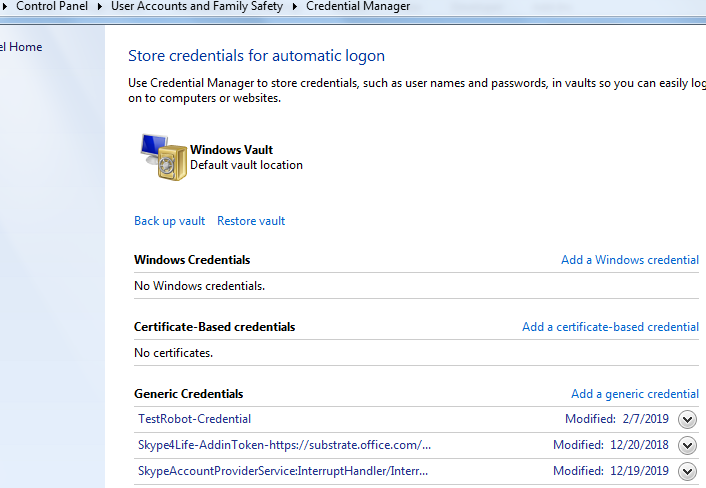 Control Panel ▸ User Accounts and Family Safety ▸ Credential Manager
el Home
Store credentials for automatic logon
Use Credential Manager to store credentials, such as user names and passwords, in vaults so you can easily log
on to computers or websites.
Windows Vault
Default vault location
Back up vault Restore vault
Windows Credentials Add a Windows credential
No Windows credentials.
Certificate-Based credentials Add a certificate-based credential
No certificates.
Generic Credentials Add a generic credential
TestRobot-Credential Modified: 2/7/2019
Skype4Life-AddinToken-https://substrate.office.com/... Modified: 12/20/2018
SkypeAccountProviderService:InterruptHandler/Interr... Modified: 12/19/2019